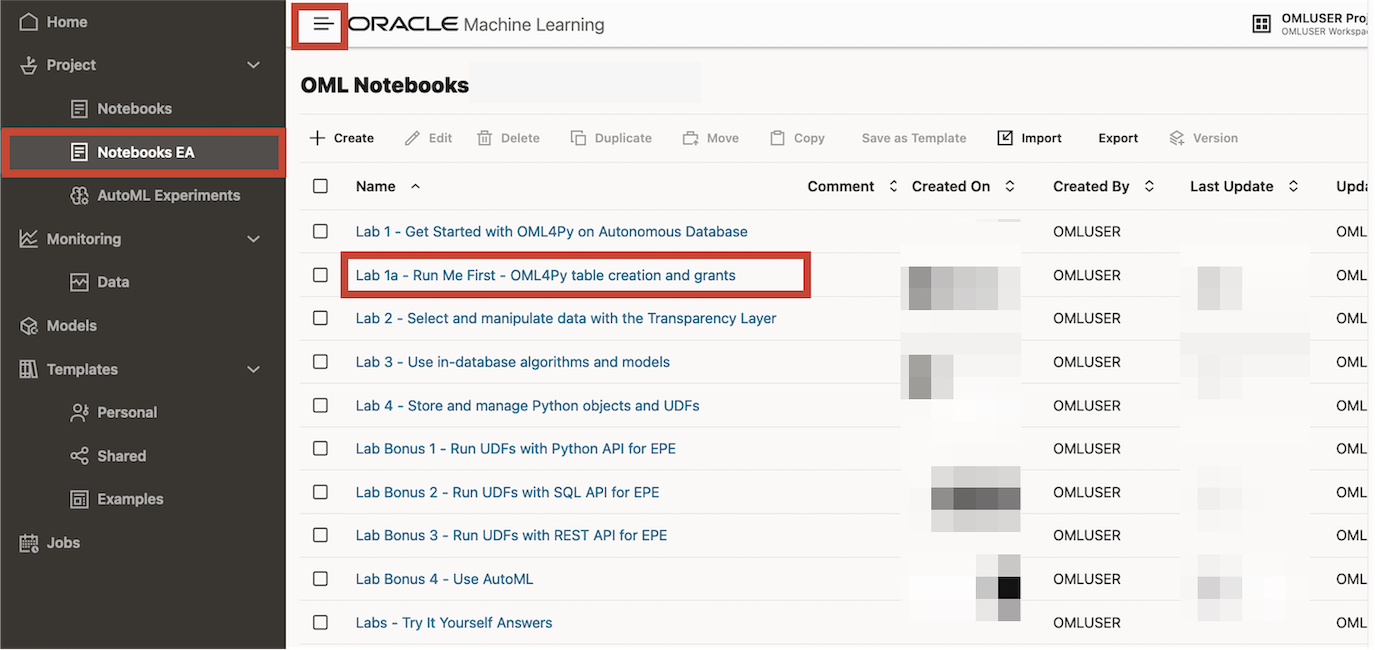 Home
Project
Notebooks
Notebooks EA
AutoML Experiments
Monitoring
Data
Models
Templates
Personal
Shared
Examples
Jobs
ORACLE Machine Learning
OMLUSER Proj
OMLUSER Workspa
OML Notebooks
Create Edit Delete Duplicate Move Copy Save as Template Import Export Version
Name Comment Created On Created By Last Update Upda
Lab 1 - Get Started with OML4Py on Autonomous Database OMLUSER OML
Lab 1a - Run Me First - OML4Py table creation and grants OMLUSER OML
Lab 2 - Select and manipulate data with the Transparency Layer OMLUSER OML
Lab 3 - Use in-database algorithms and models OMLUSER OML
Lab 4 - Store and manage Python objects and UDFs OMLUSER OML
Lab Bonus 1 - Run UDFs with Python API for EPE OMLUSER OML
Lab Bonus 2 - Run UDFs with SQL API for EPE OMLUSER OML
Lab Bonus 3 - Run UDFs with REST API for EPE OMLUSER OML
Lab Bonus 4 - Use AutoML OMLUSER OML
Labs - Try It Yourself Answers OMLUSER OML